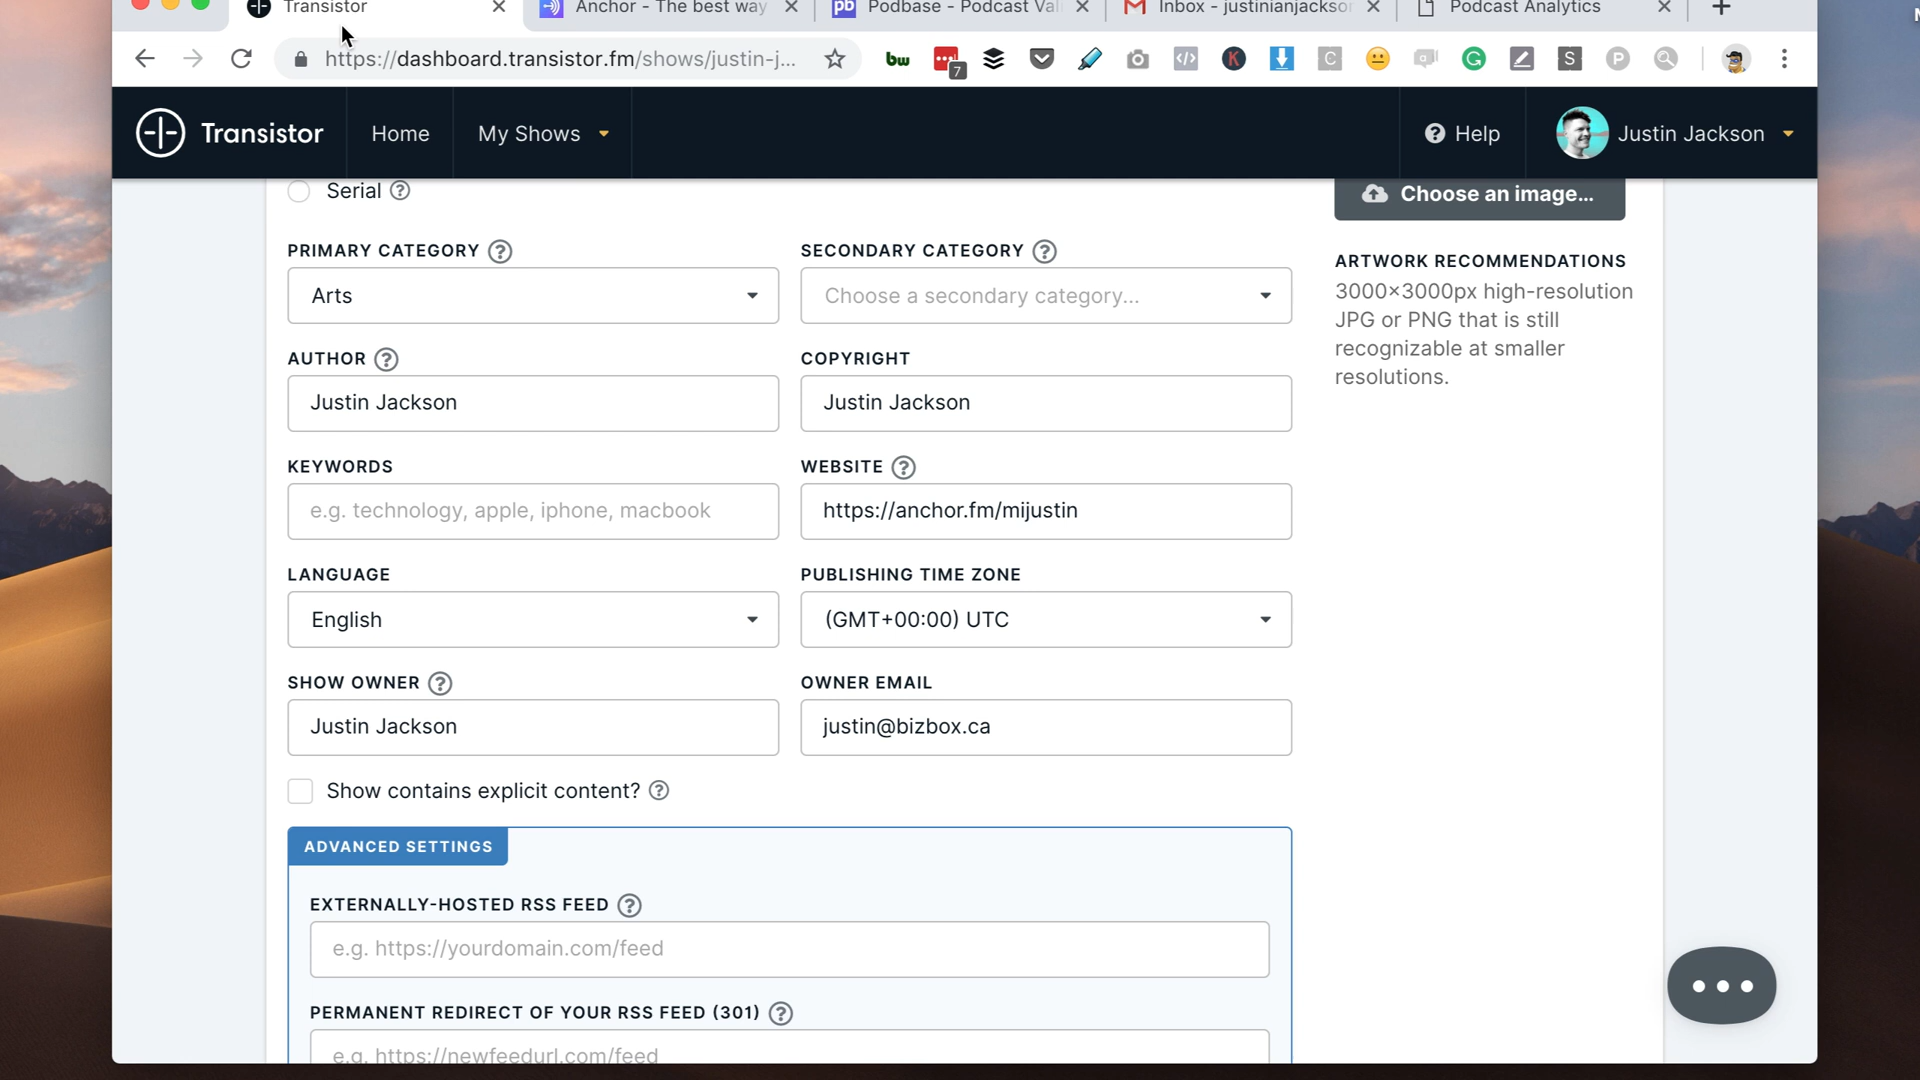 Transistor
Anchor - The best way
pb Podbase - Podcast Val
Inbox - justinianjackson
Podcast Analytics
https://dashboard.transistor.fm/shows/justin-j...
bw
7
Transistor
Home
My Shows
Help
Justin Jackson
Serial
Choose an image...
PRIMARY CATEGORY
SECONDARY CATEGORY
Arts
Choose a secondary category...
ARTWORK RECOMMENDATIONS
3000×3000px high-resolution
JPG or PNG that is still
recognizable at smaller
resolutions.
AUTHOR
COPYRIGHT
Justin Jackson
Justin Jackson
KEYWORDS
WEBSITE
e.g. technology, apple, iphone, macbook
https://anchor.fm/mijustin
LANGUAGE
PUBLISHING TIME ZONE
English
(GMT+00:00) UTC
SHOW OWNER
OWNER EMAIL
Justin Jackson
justin@bizbox.ca
Show contains explicit content?
ADVANCED SETTINGS
EXTERNALLY-HOSTED RSS FEED
e.g. https://yourdomain.com/feed
PERMANENT REDIRECT OF YOUR RSS FEED (301)
e.g. https://newfeedurl.com/feed